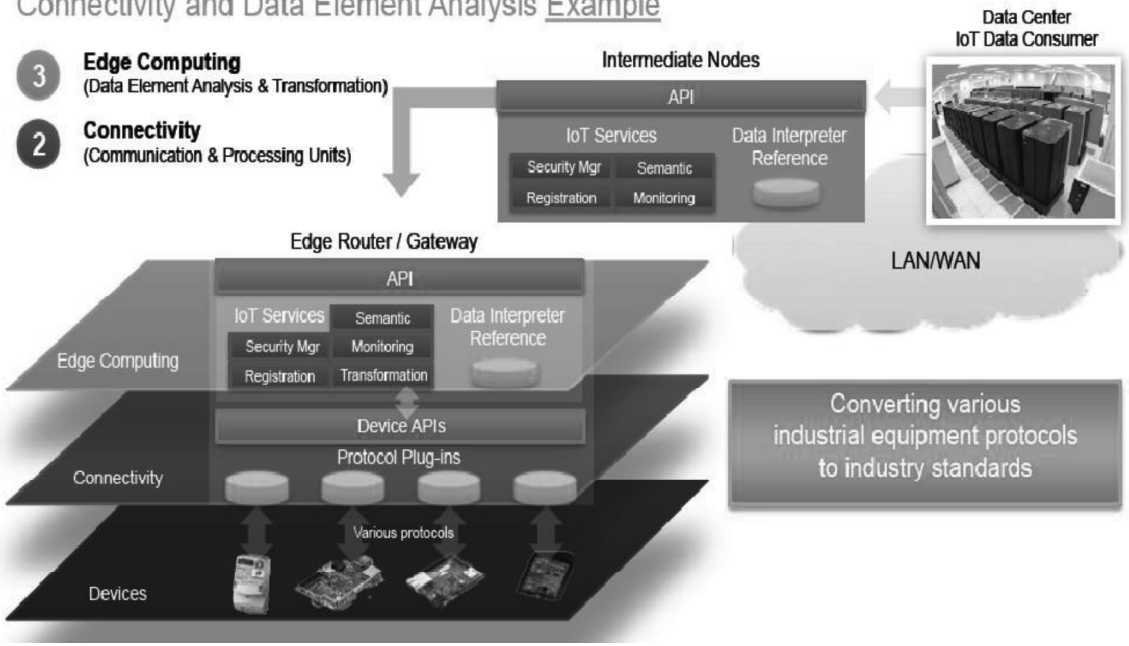 Connectivity and Data Element Analysis Example
Data Center
IoT Data Consumer
3
Edge Computing
(Data Element Analysis & Transformation)
2
Connectivity
(Communication & Processing Units)
Intermediate Nodes
API
IoT Services
Security Mgr
Semantic
Registration
Monitoring
Data Interpreter
Reference
LAN/WAN
Edge Router / Gateway
API
IoT Services
Semantic
Security Mgr
Monitoring
Registration
Transformation
Data Interpreter
Reference
Edge Computing
Device APIs
Protocol Plug-ins
Connectivity
Various protocols
Devices
Converting various
industrial equipment protocols
to industry standards